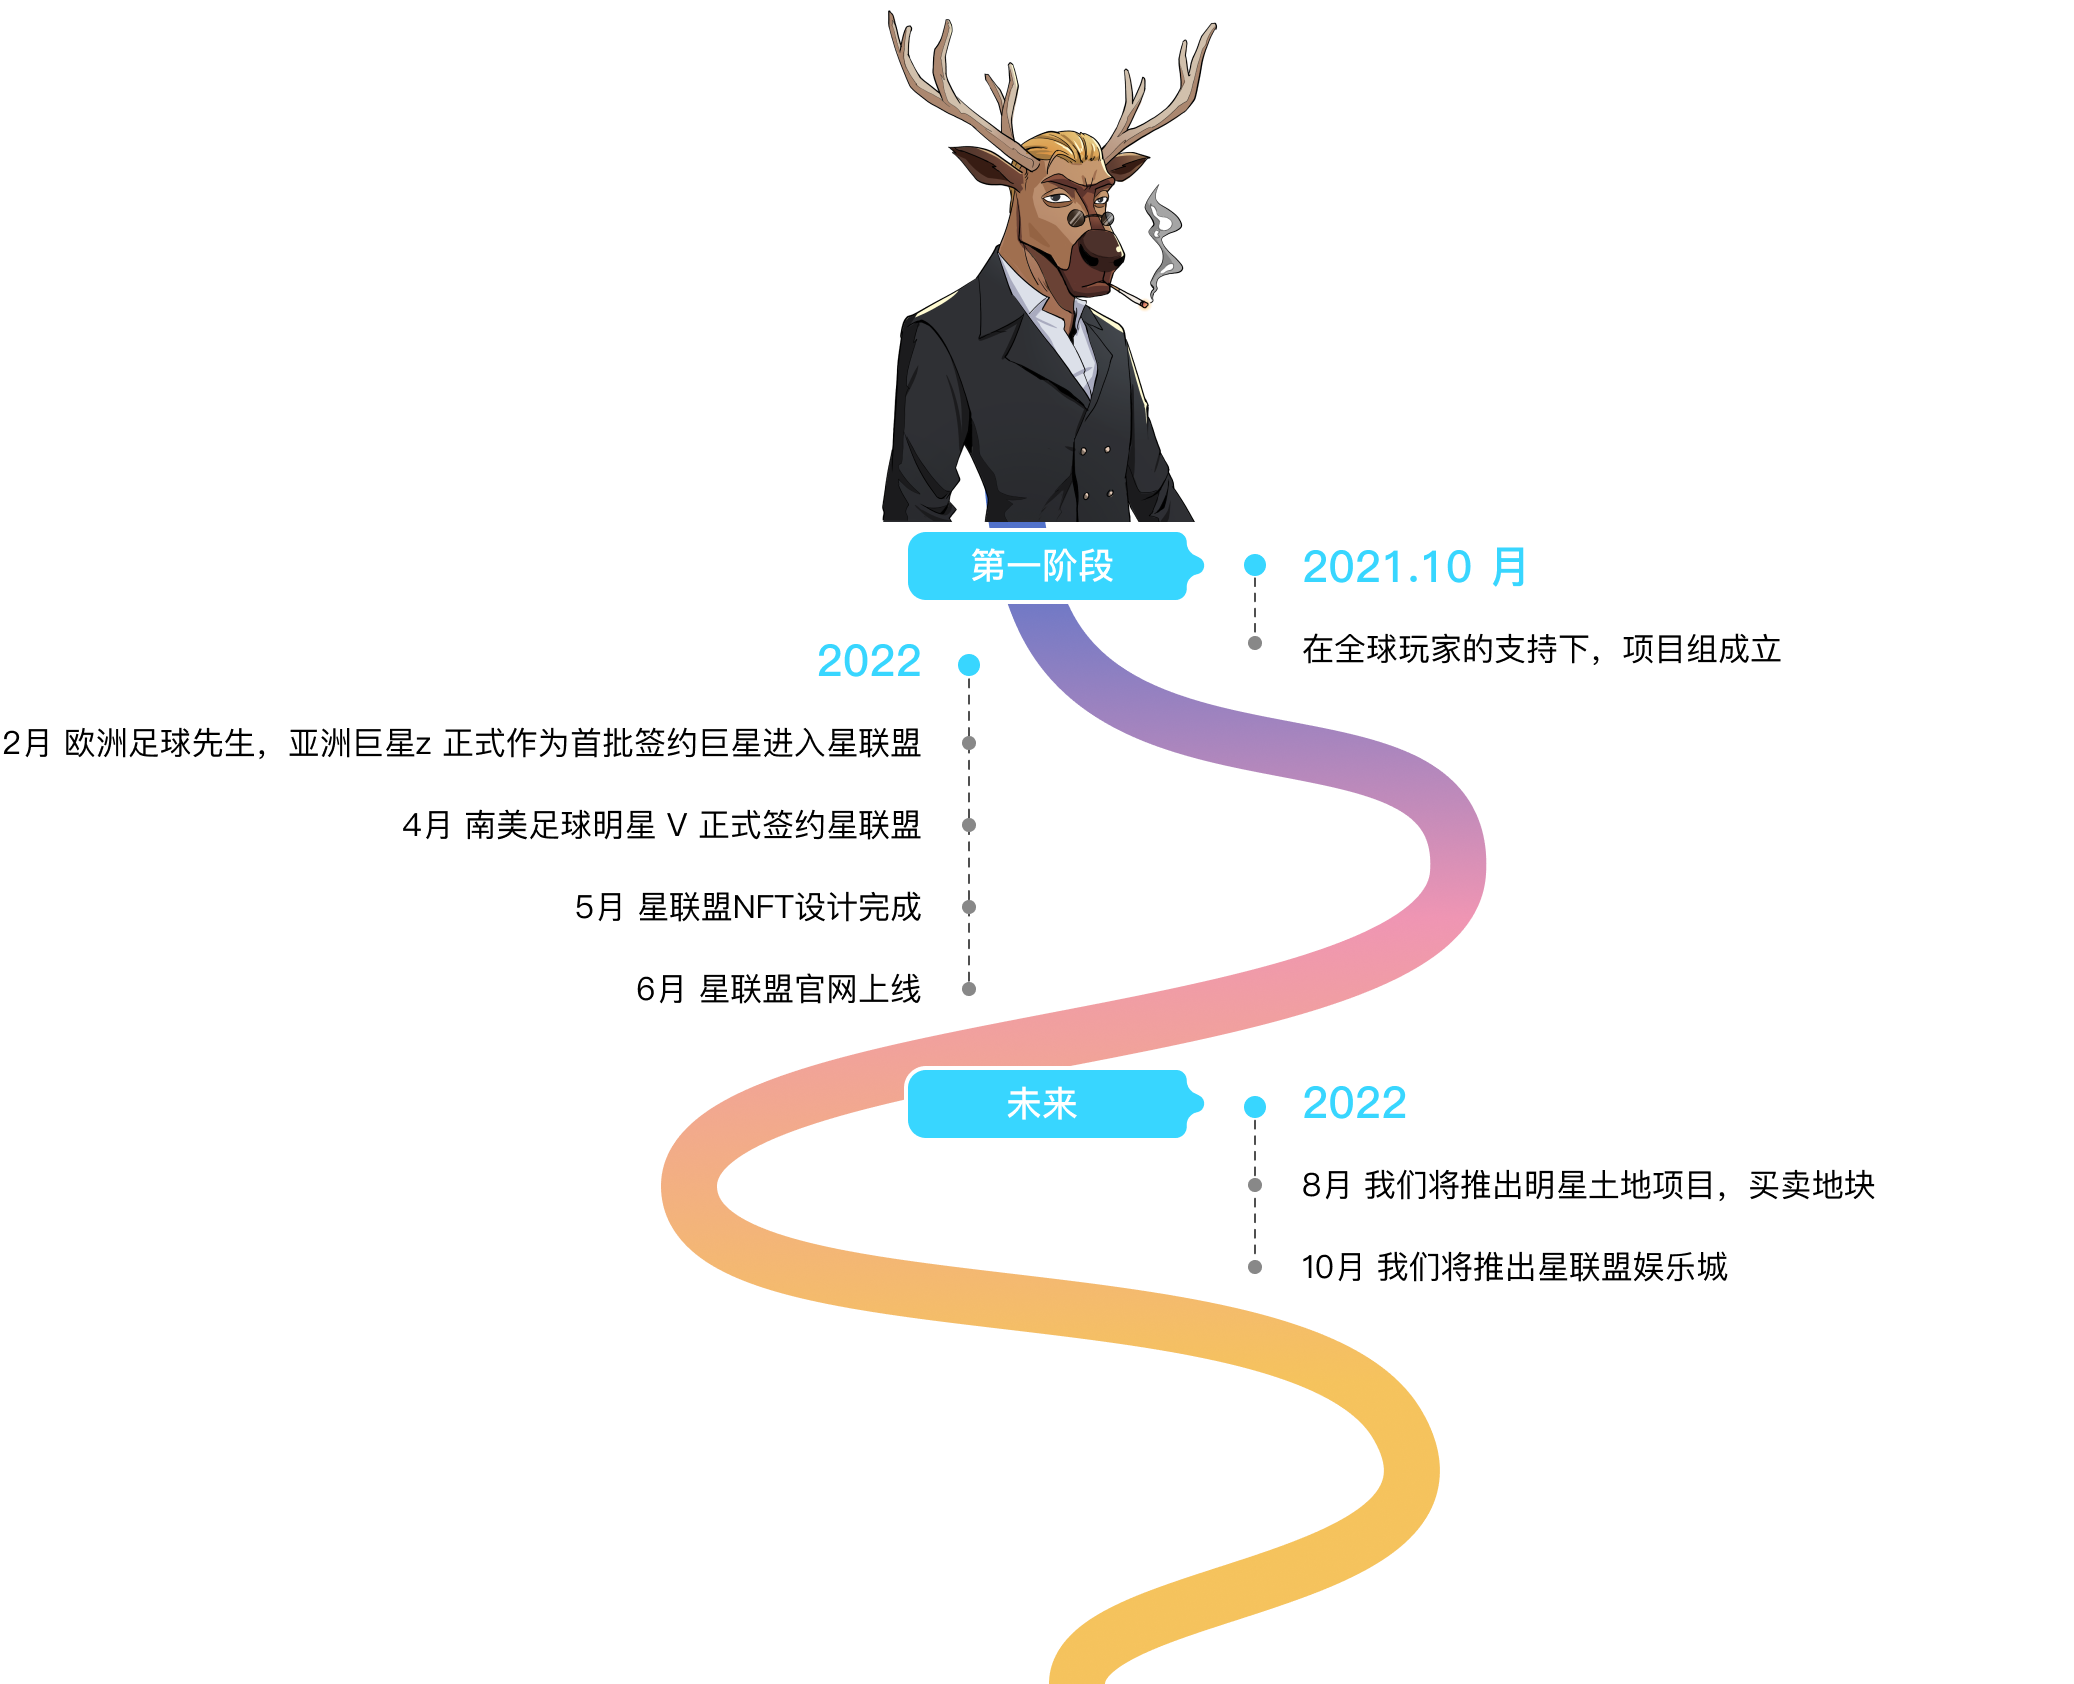 第一阶段
2021.10 月
在全球玩家的支持下，项目组成立
2022
2月 欧洲足球先生，亚洲巨星z 正式作为首批签约巨星进入星联盟
4月 南美足球明星 V 正式签约星联盟
5月 星联盟NFT设计完成
6月 星联盟官网上线
未来
2022
8月 我们将推出明星土地项目，买卖地块
10月 我们将推出星联盟娱乐城